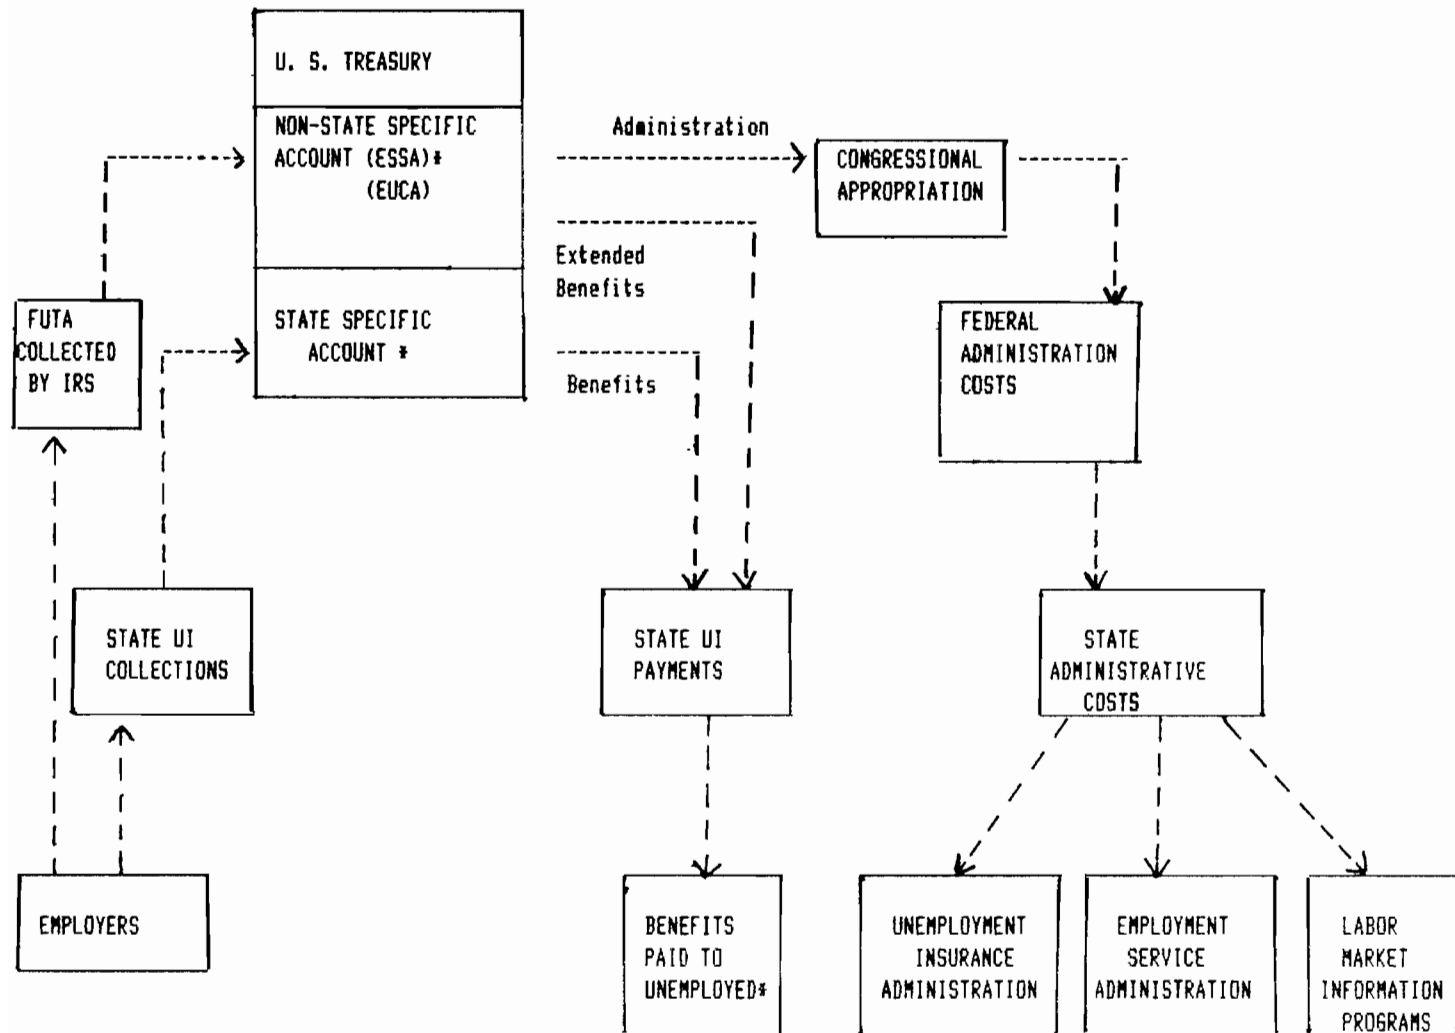 U. S. TREASURY
NON-STATE SPECIFIC
ACCOUNT (ESSA)*
(EUCA)
Administration
CONGRESSIONAL
APPROPRIATION
Extended
Benefits
FUTA
COLLECTED
BY IRS
STATE SPECIFIC
ACCOUNT *
Benefits
FEDERAL
ADMINISTRATION
COSTS
STATE UI
COLLECTIONS
STATE UI
PAYMENTS
STATE
ADMINISTRATIVE
COSTS
EMPLOYERS
BENEFITS
PAID TO
UNEMPLOYED*
UNEMPLOYMENT
INSURANCE
ADMINISTRATION
EMPLOYMENT
SERVICE
ADMINISTRATION
LABOR
MARKET
INFORMATION
PROGRAMS